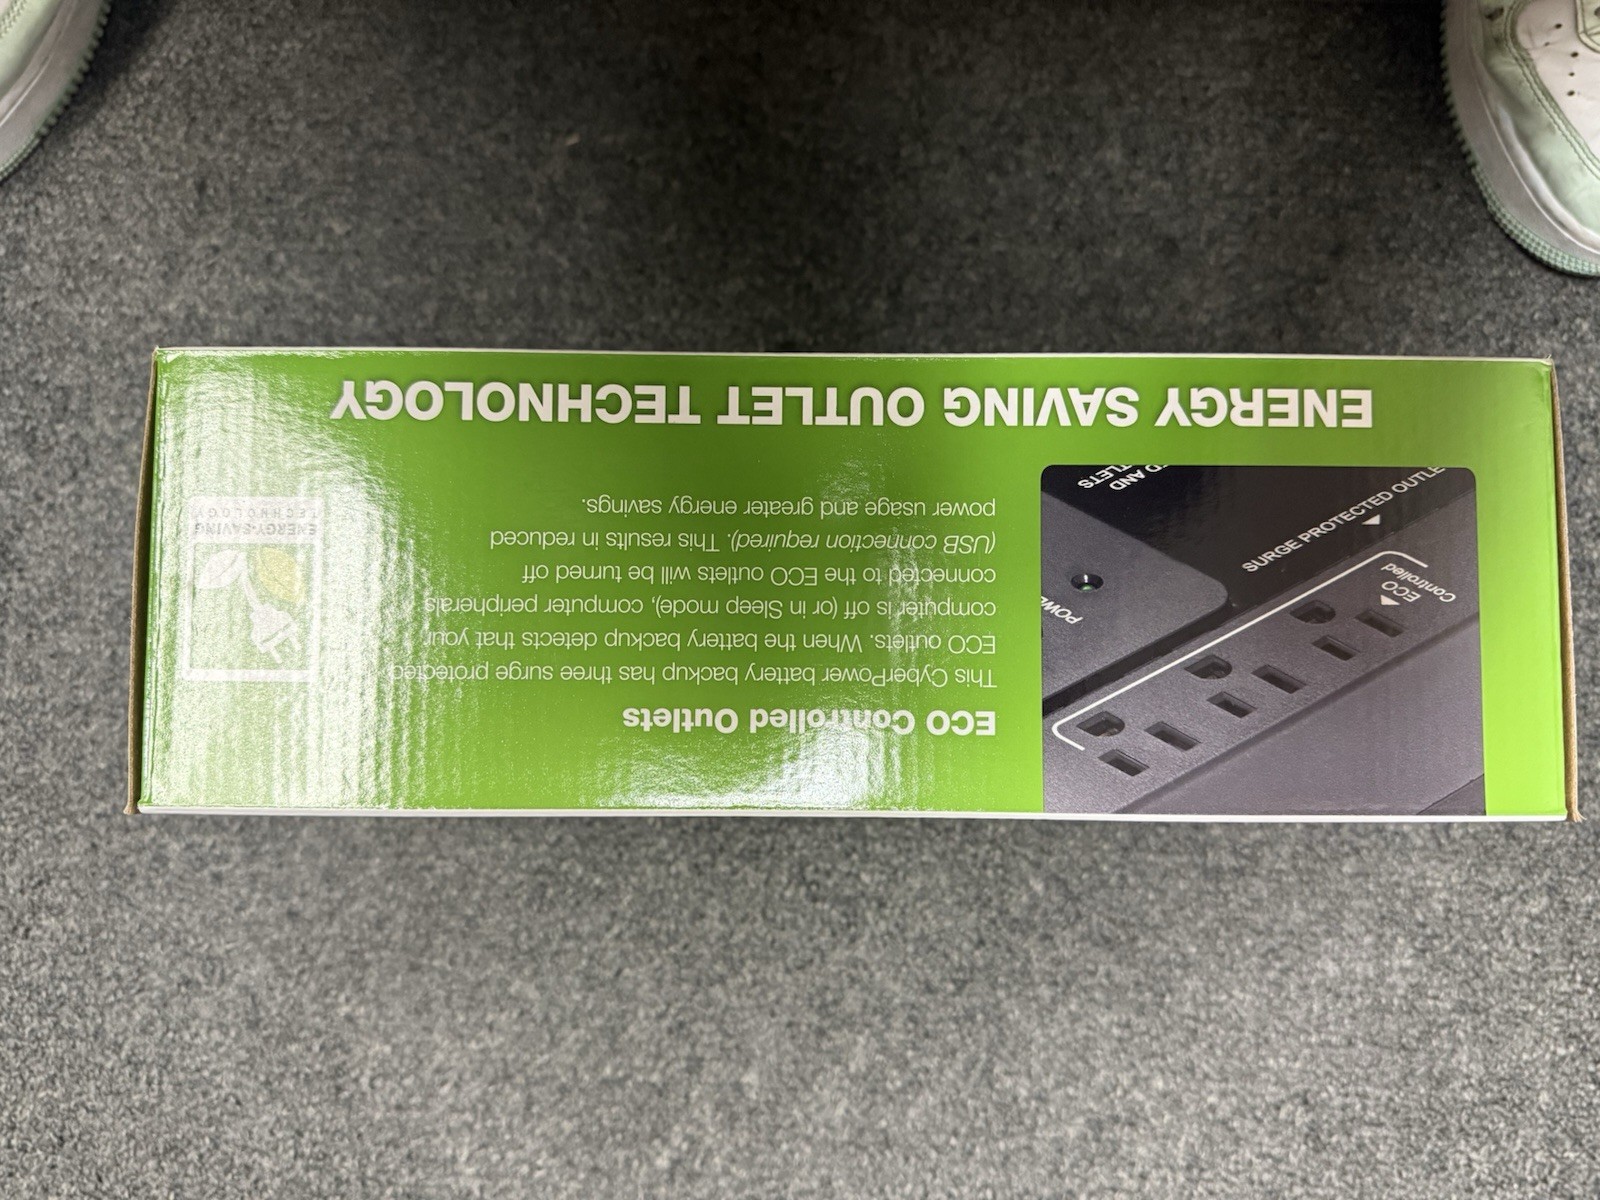 ENERGY SAVING OUTLET TECHNOLOGY
ECO Controlled Outlets
This CyberPower battery backup has three surge protected
ECO outlets. When the battery backup detects that your
computer is off (or in Sleep mode), computer peripherals
connected to the ECO outlets will be turned off
(USB connection required). This results in reduced
power usage and greater energy savings.
ENERGY-SAVING
TECHNOLOGY
ECO
Controlled
SURGE PROTECTED OUTLE
POWE
D AND
TLETS